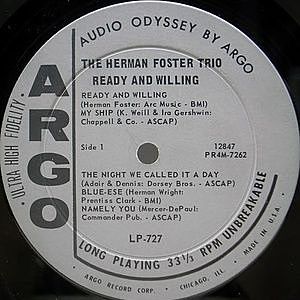 AUDIO ODYSSEY BY ARGO
ULTRA HIGH FIDELITY
ARGO
THE HERMAN FOSTER TRIO
READY AND WILLING
READY AND WILLING
(Herman Foster: Arc Music - BMI)
MY SHIP (K. Weill & Ira Gershwin:
Chappell & Co. - ASCAP)
Side 1
12847
PR4M-7262
THE NIGHT WE CALLED IT A DAY
(Adair & Dennis: Dorsey Bros. - ASCAP)
BLUE-ESE (Herman Wright:
Prentiss Clark - BMI)
NAMELY YOU (Mercer-DePaul:
Commander Pub. - ASCAP)
LP-727
LONG PLAYING 33⅓ RPM UNBREAKABLE
ARGO RECORD CORP. CHICAGO, ILL. MADE IN U.S.A.